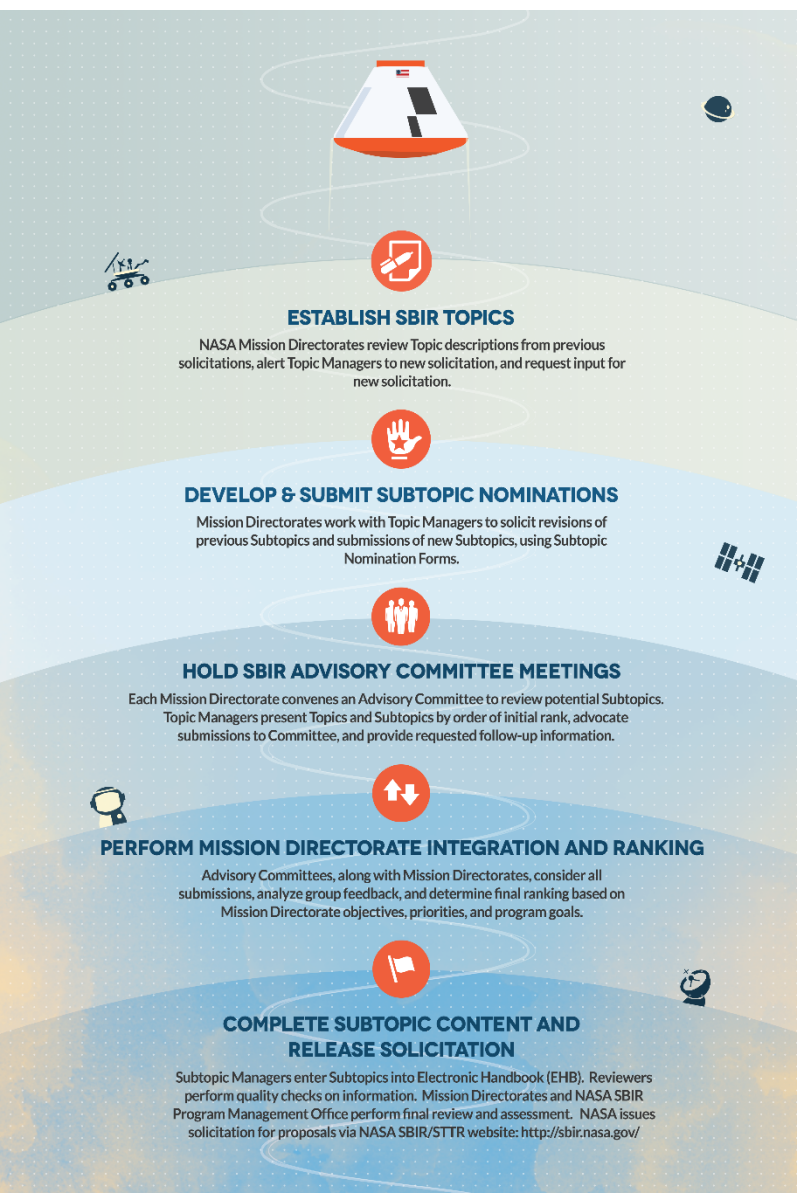 ESTABLISH SBIR TOPICS
NASA Mission Directorates review Topic descriptions from previous
solicitations, alert Topic Managers to new solicitation, and request input for
new solicitation.
DEVELOP & SUBMIT SUBTOPIC NOMINATIONS
Mission Directorates work with Topic Managers to solicit revisions of
previous Subtopics and submissions of new Subtopics, using Subtopic
Nomination Forms.
HOLD SBIR ADVISORY COMMITTEE MEETINGS
Each Mission Directorate convenes an Advisory Committee to review potential Subtopics.
Topic Managers present Topics and Subtopics by order of initial rank, advocate
submissions to Committee, and provide requested follow-up information.
PERFORM MISSION DIRECTORATE INTEGRATION AND RANKING
Advisory Committees, along with Mission Directorates, consider all
submissions, analyze group feedback, and determine final ranking based on
Mission Directorate objectives, priorities, and program goals.
COMPLETE SUBTOPIC CONTENT AND
RELEASE SOLICITATION
Subtopic Managers enter Subtopics into Electronic Handbook (EHB). Reviewers
perform quality checks on information. Mission Directorates and NASA SBIR
Program Management Office perform final review and assessment. NASA issues
solicitation for proposals via NASA SBIR/STTR website: http://sbir.nasa.gov/